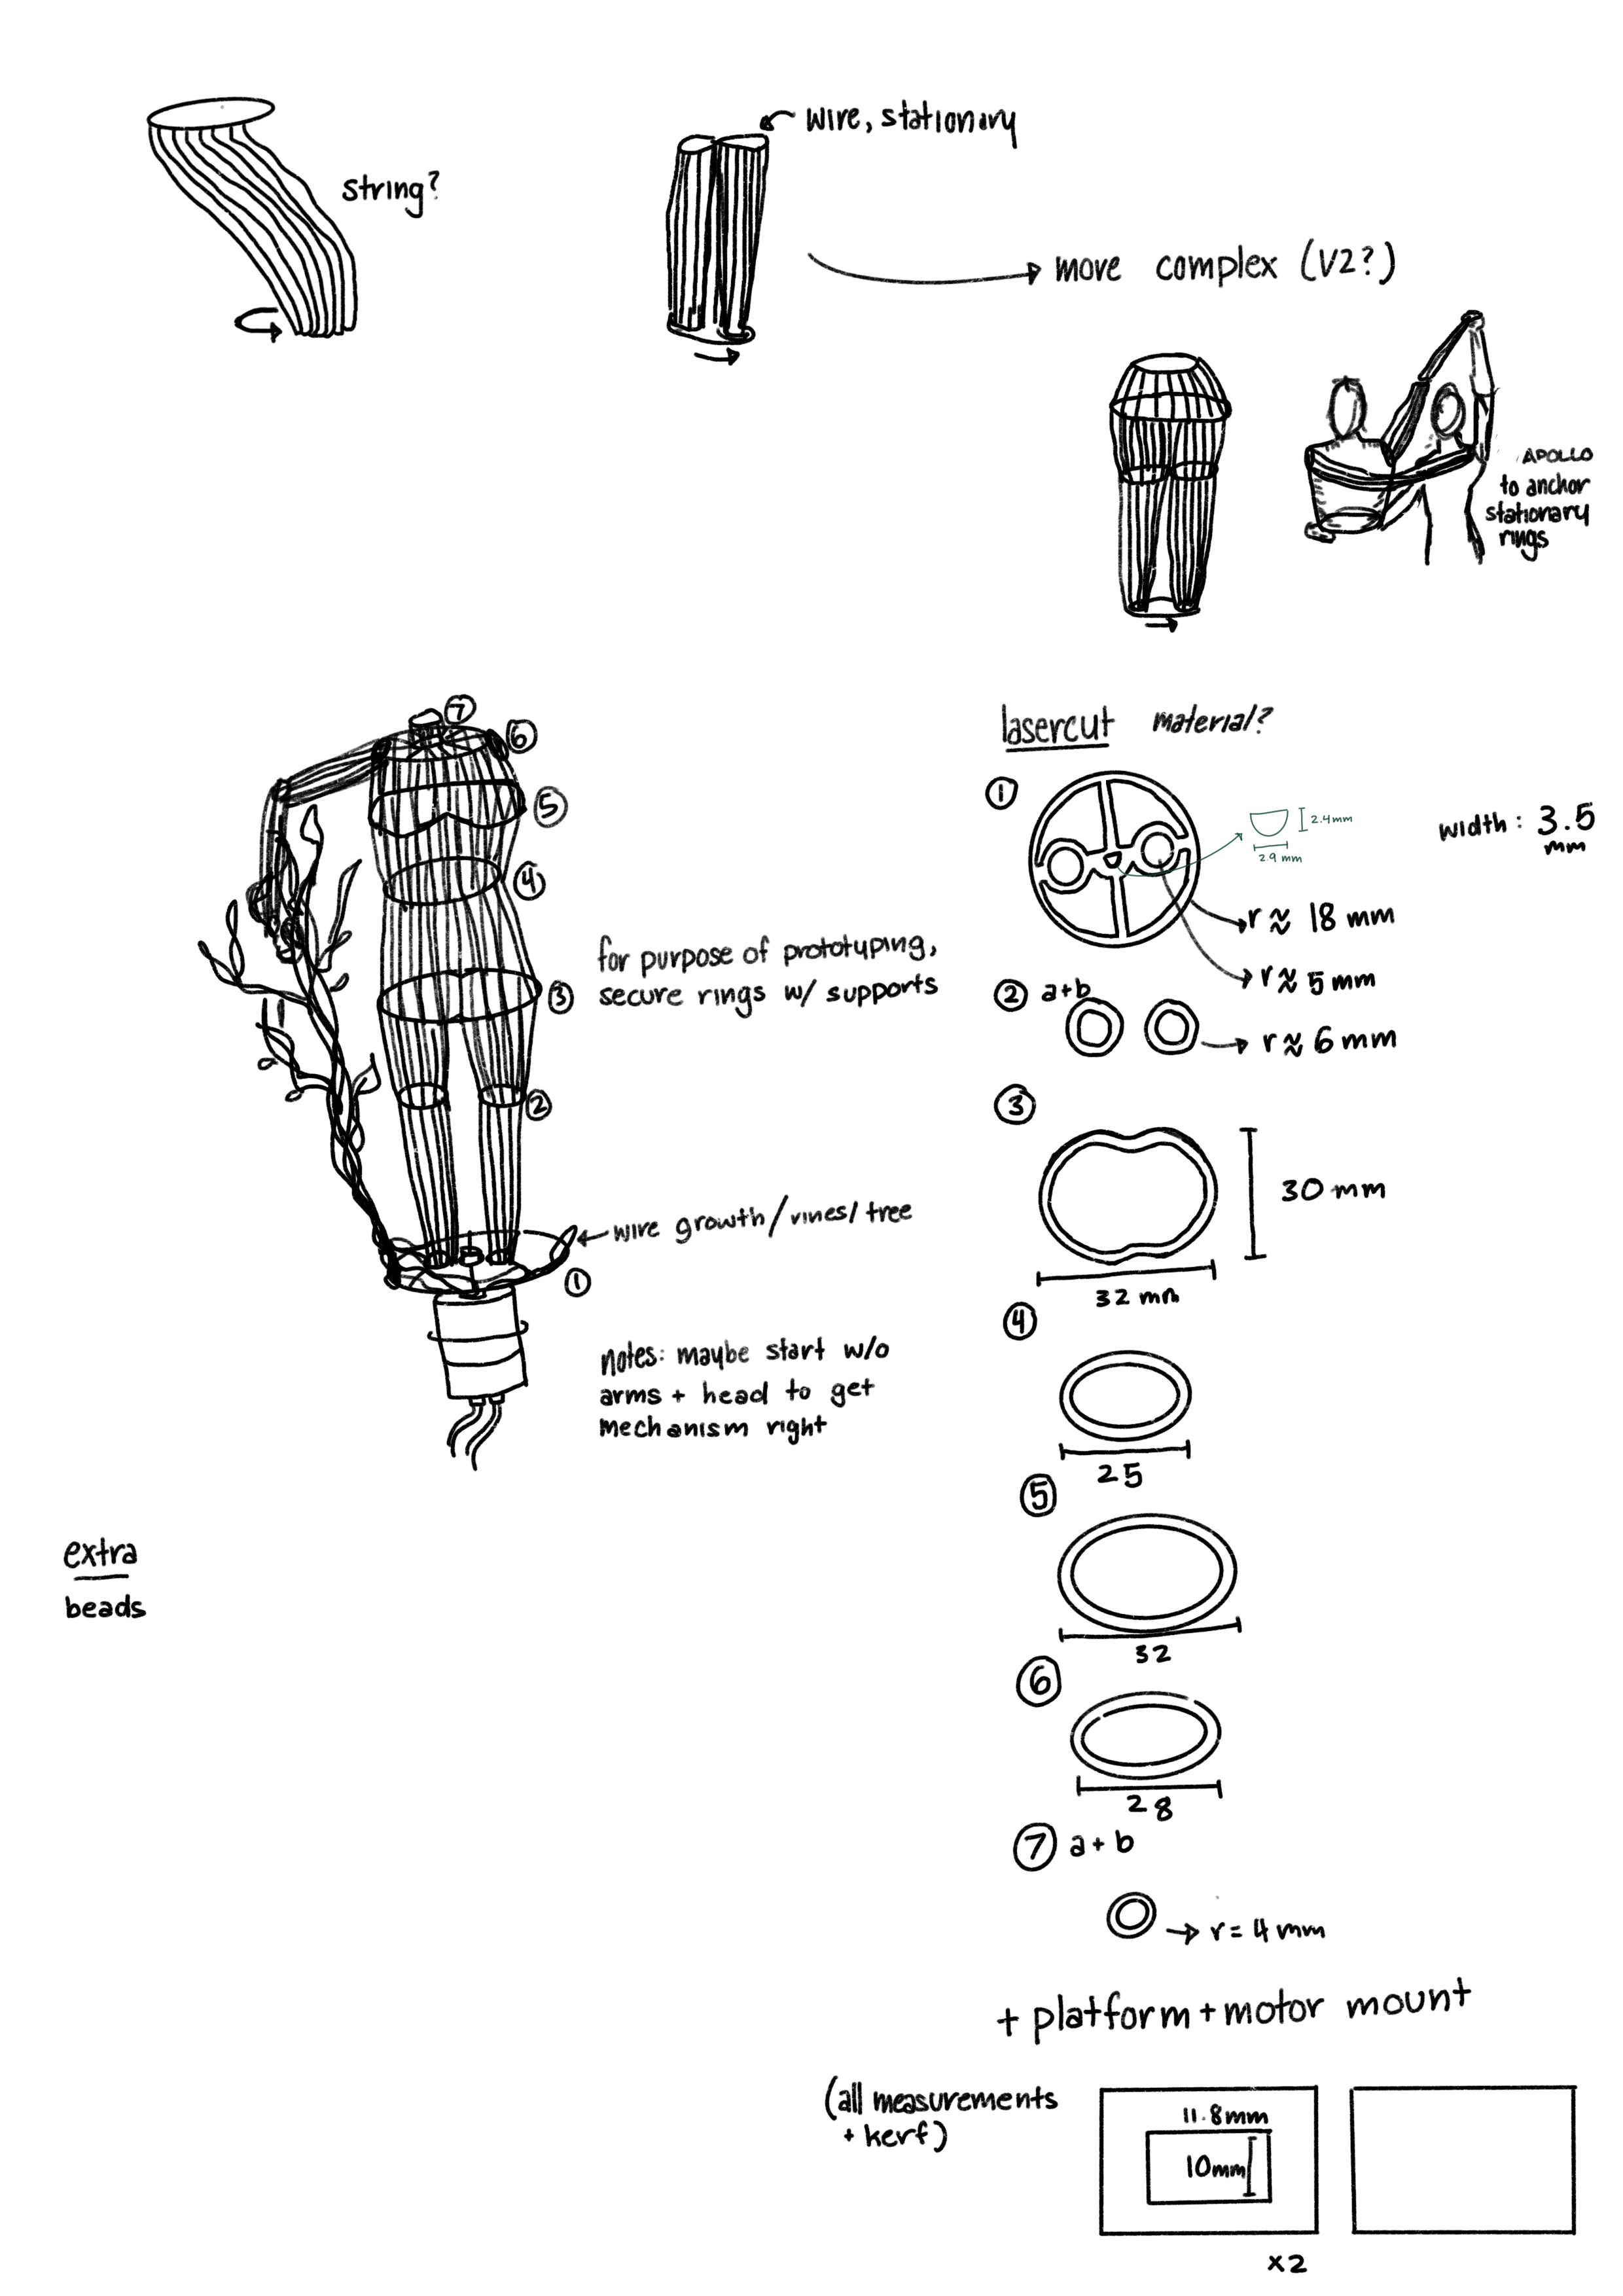 string?
wire, stationary
move complex (V2?)
APOLLO
to anchor
stationary
rings
⑦
⑥
⑤
④
③
②
①
for purpose of prototyping,
secure rings w/ supports
wire growth/vines/tree
notes: maybe start w/o
arms + head to get
mechanism right
extra
beads
lasercut material?
①
2.4mm
2.9 mm
width: 3.5
mm
r ≈ 18 mm
r ≈ 5 mm
② a+b
r ≈ 6 mm
③
30 mm
32 mm
④
25
⑤
32
⑥
28
⑦ a+b
r = 4 mm
+ platform + motor mount
(all measurements
+ kerf)
11.8mm
10mm
x2